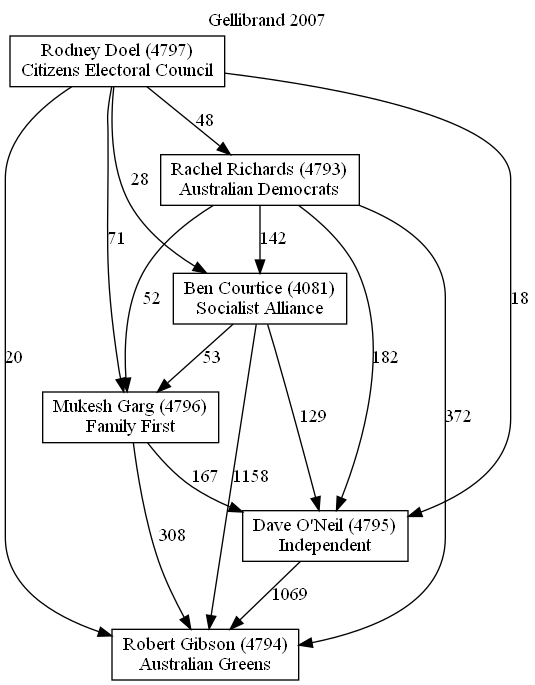 Gellibrand 2007
Rodney Doel (4797)
Citizens Electoral Council
48
Rachel Richards (4793)
Australian Democrats
28
71
142
52
Ben Courtice (4081)
Socialist Alliance
18
20
53
182
Mukesh Garg (4796)
Family First
129
372
167
1158
Dave O'Neil (4795)
Independent
308
1069
Robert Gibson (4794)
Australian Greens